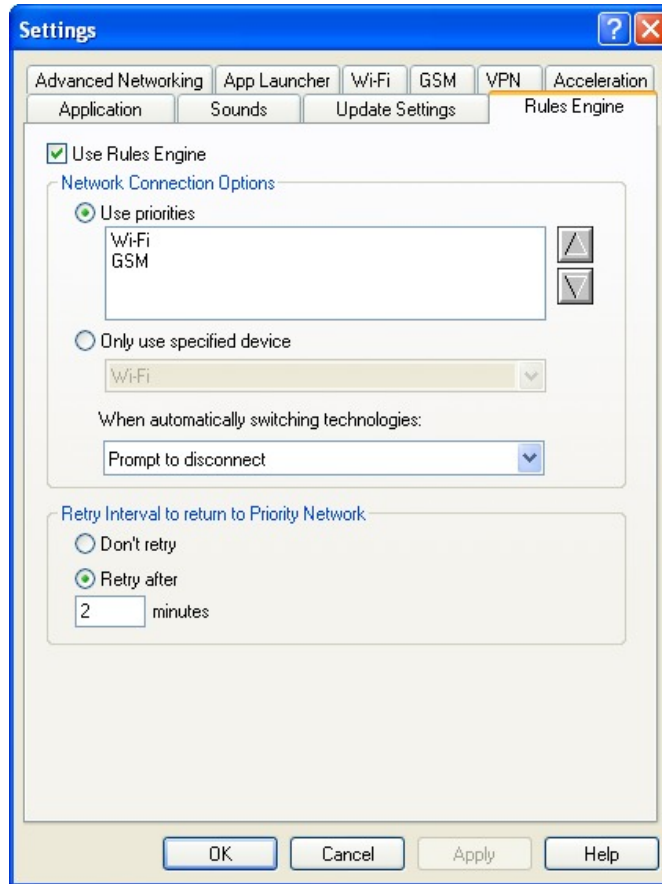 Settings
Advanced Networking App Launcher Wi-Fi GSM VPN Acceleration
Application Sounds Update Settings Rules Engine
Use Rules Engine
Network Connection Options
Use priorities
Wi-Fi
GSM
Only use specified device
Wi-Fi
When automatically switching technologies:
Prompt to disconnect
Retry Interval to return to Priority Network
Don't retry
Retry after
2 minutes
OK Cancel Apply Help